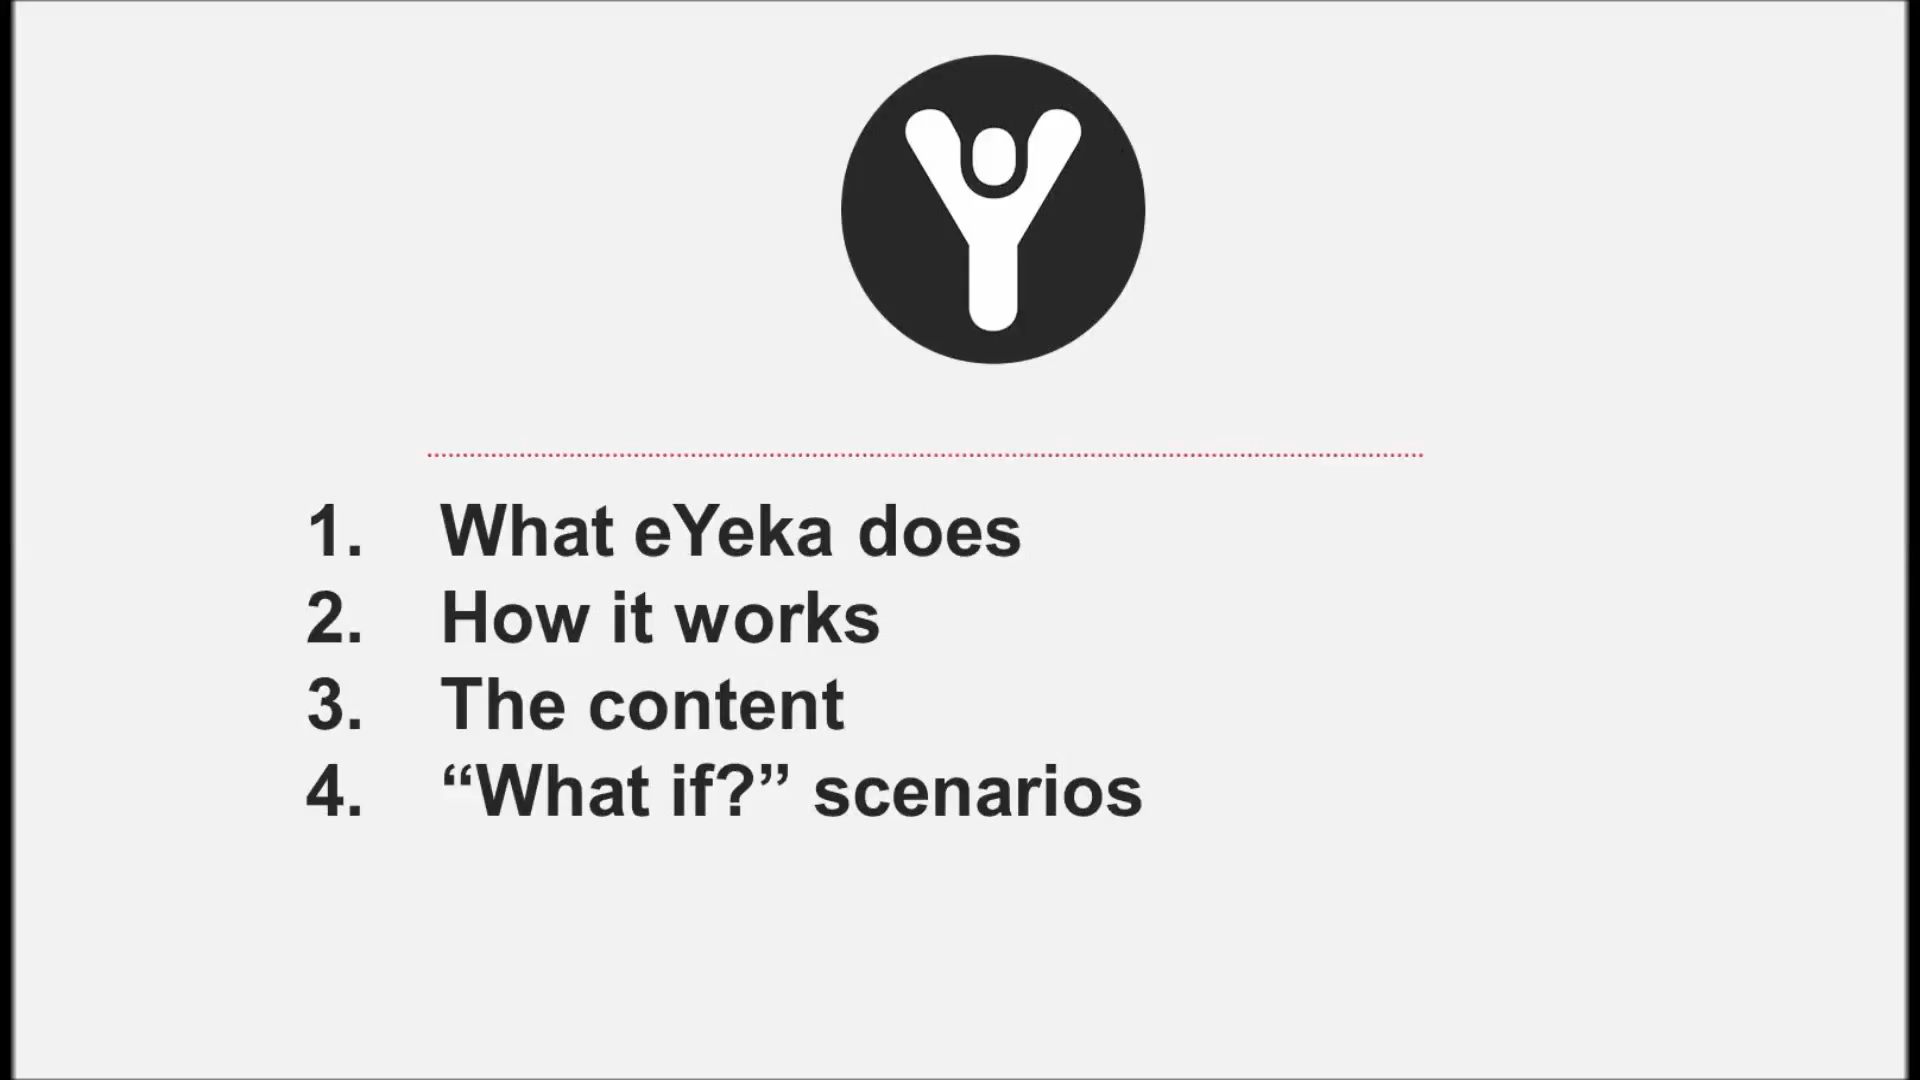 1. What eYeka does
2. How it works
3. The content
4. “What if?” scenarios